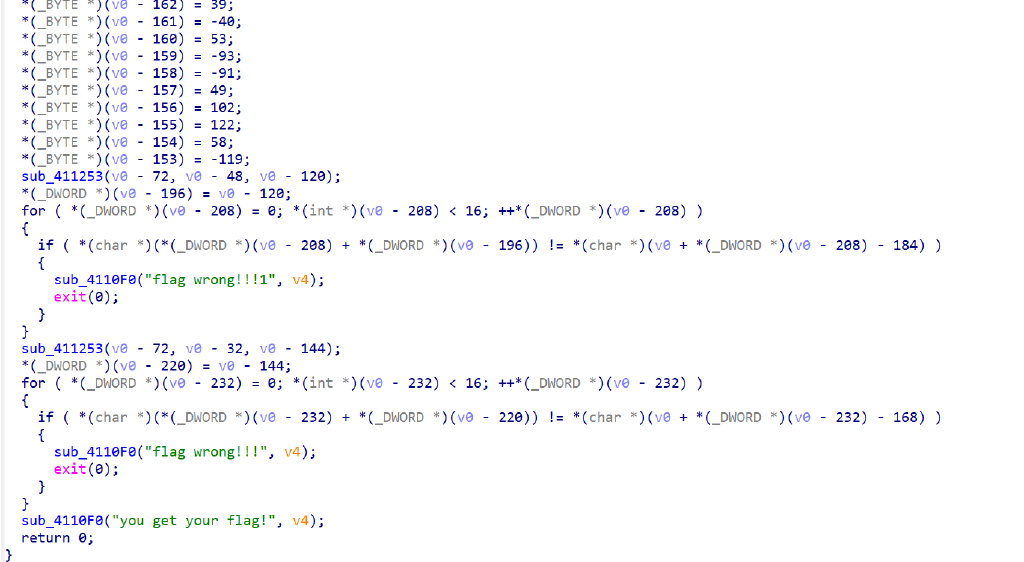 *(_BYTE *)(v0 - 162) = 39;
*(_BYTE *)(v0 - 161) = -40;
*(_BYTE *)(v0 - 160) = 53;
*(_BYTE *)(v0 - 159) = -93;
*(_BYTE *)(v0 - 158) = -91;
*(_BYTE *)(v0 - 157) = 49;
*(_BYTE *)(v0 - 156) = 102;
*(_BYTE *)(v0 - 155) = 122;
*(_BYTE *)(v0 - 154) = 58;
*(_BYTE *)(v0 - 153) = -119;
sub_411253(v0 - 72, v0 - 48, v0 - 120);
*(_DWORD *)(v0 - 196) = v0 - 120;
for ( *(_DWORD *)(v0 - 208) = 0; *(int *)(v0 - 208) < 16; ++*(_DWORD *)(v0 - 208) )
{
if ( *(char *)(*(_DWORD *)(v0 - 208) + *(_DWORD *)(v0 - 196)) != *(char *)(v0 + *(_DWORD *)(v0 - 208) - 184) )
{
sub_4110F0("flag wrong!!!1", v4);
exit(0);
}
}
sub_411253(v0 - 72, v0 - 32, v0 - 144);
*(_DWORD *)(v0 - 220) = v0 - 144;
for ( *(_DWORD *)(v0 - 232) = 0; *(int *)(v0 - 232) < 16; ++*(_DWORD *)(v0 - 232) )
{
if ( *(char *)(*(_DWORD *)(v0 - 232) + *(_DWORD *)(v0 - 220)) != *(char *)(v0 + *(_DWORD *)(v0 - 232) - 168) )
{
sub_4110F0("flag wrong!!!", v4);
exit(0);
}
}
sub_4110F0("you get your flag!", v4);
return 0;
}